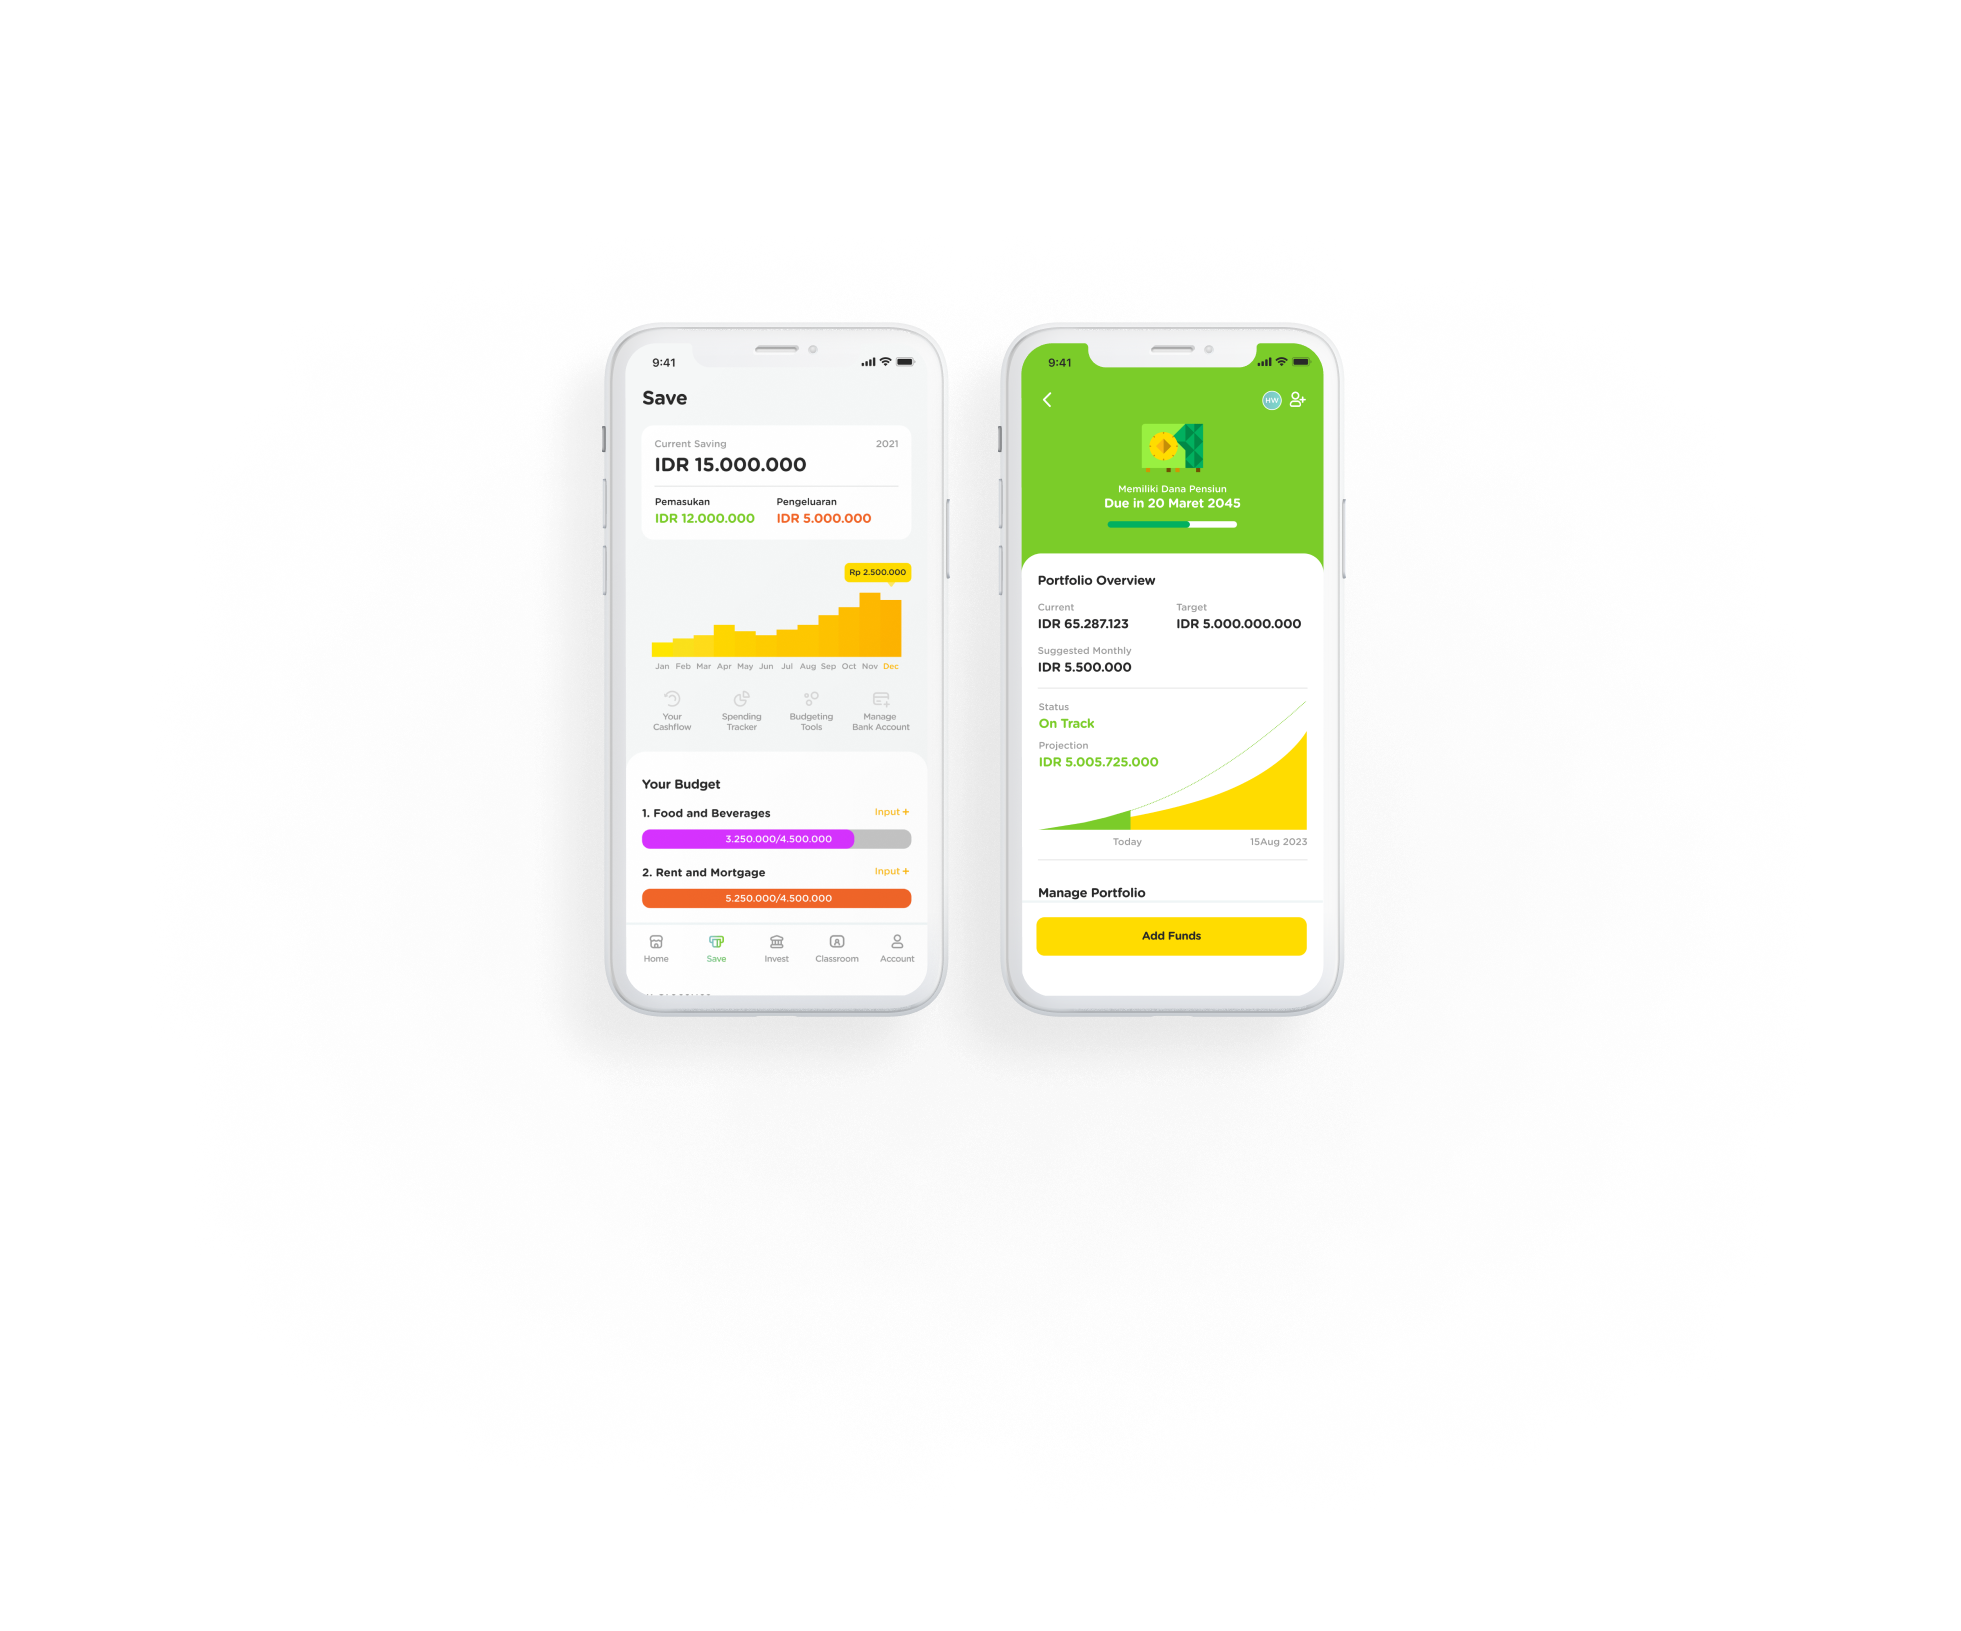 9:41
Save
Current Saving 2021
IDR 15.000.000
Pemasukan Pengeluaran
IDR 12.000.000 IDR 5.000.000
Rp 2.500.000
Jan Feb Mar Apr May Jun Jul Aug Sep Oct Nov Dec
Your Spending Budgeting Manage
Cashflow Tracker Tools Bank Account
Your Budget
1. Food and Beverages Input +
3.250.000/4.500.000
2. Rent and Mortgage Input +
5.250.000/4.500.000
Home Save Invest Classroom Account
9:41
HW
Memiliki Dana Pensiun
Due in 20 Maret 2045
Portfolio Overview
Current Target
IDR 65.287.123 IDR 5.000.000.000
Suggested Monthly
IDR 5.500.000
Status
On Track
Projection
IDR 5.005.725.000
Today 15Aug 2023
Manage Portfolio
Add Funds